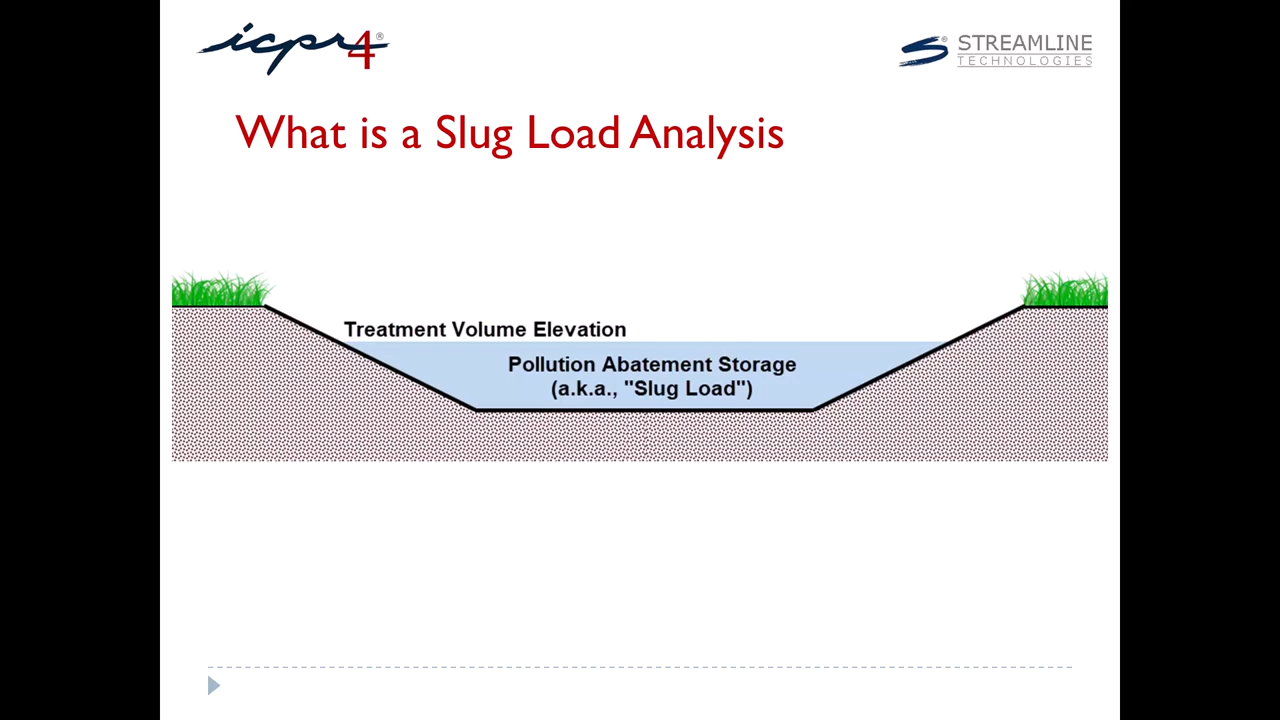 icpr4®
STREAMLINE
TECHNOLOGIES
What is a Slug Load Analysis
Treatment Volume Elevation
Pollution Abatement Storage
(a.k.a., "Slug Load")